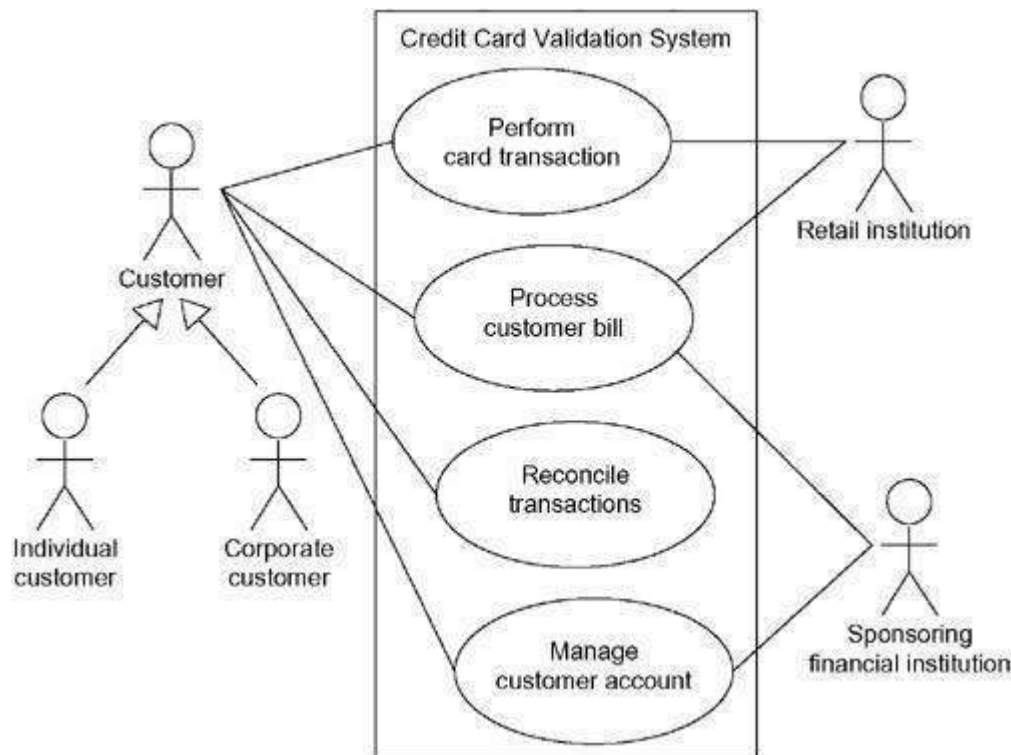 Credit Card Validation System
Perform
card transaction
Retail institution
Customer
Process
customer bill
Reconcile
transactions
Individual
customer
Corporate
customer
Manage
customer account
Sponsoring
financial institution